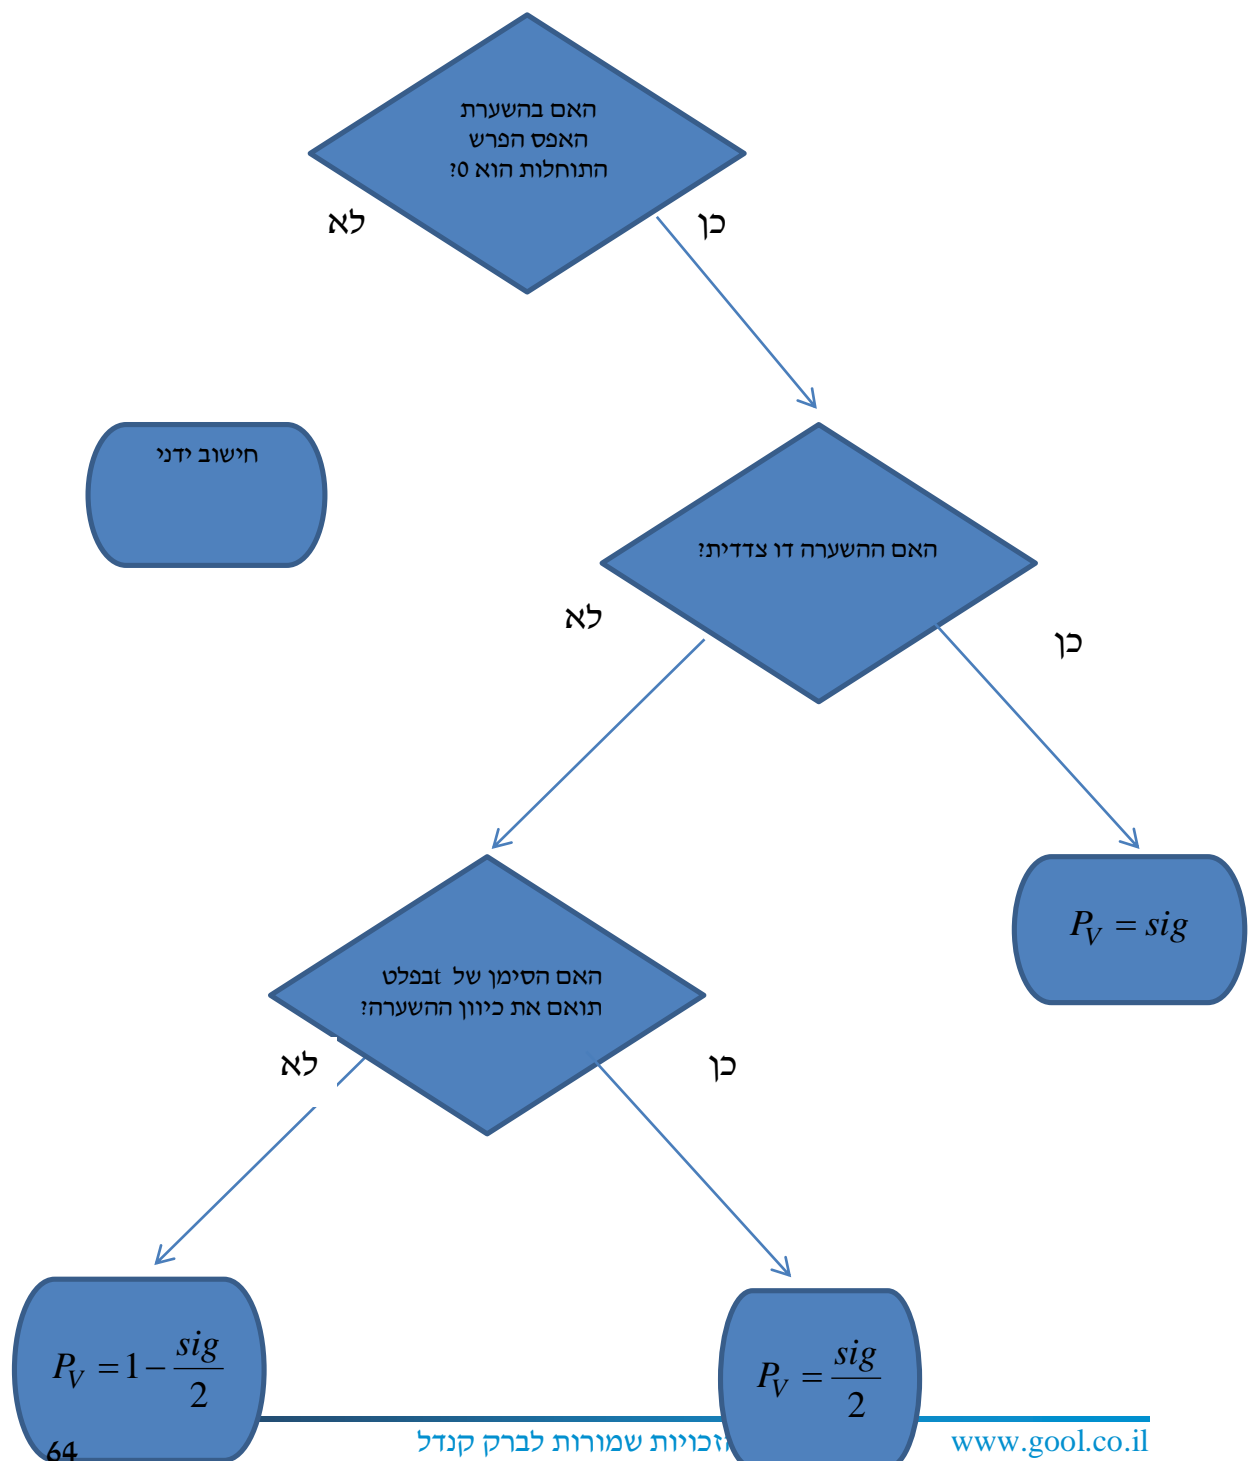 האם בהשערת
האפס הפרש
התוחלות הוא 0?
לא
כן
חישוב ידני
האם ההשערה דו צדדית?
לא
כן
P_V = sig
האם הסימן של t בפלט
תואם את כיוון ההשערה?
לא
כן
P_V = 1 - sig/2
P_V = sig/2
64
שמורות לברק קנדל
www.gool.co.il